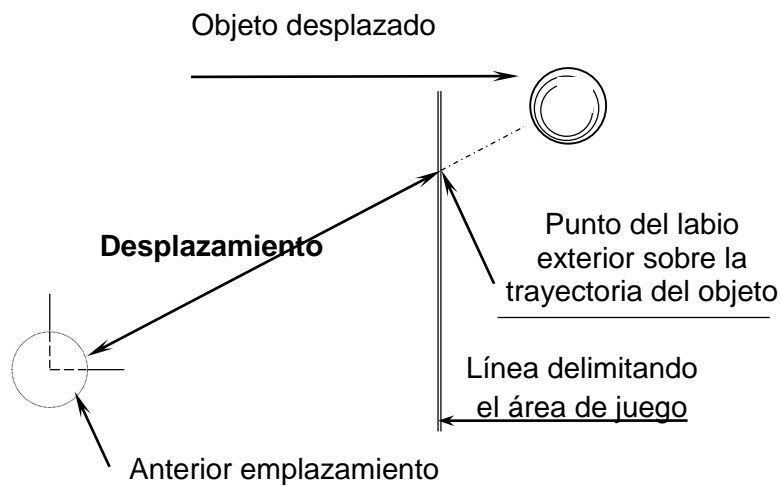 Objeto desplazado
Desplazamiento
Punto del labio
exterior sobre la
trayectoria del objeto
Línea delimitando
el área de juego
Anterior emplazamiento